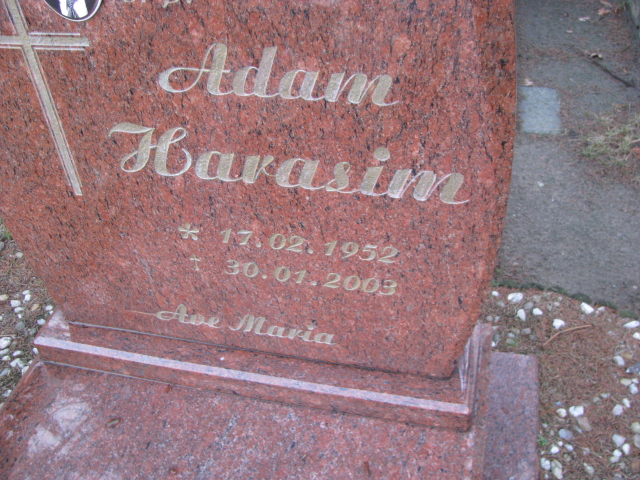 Adam
Harasim
* 17.02.1952
† 30.01.2003
Ave Maria